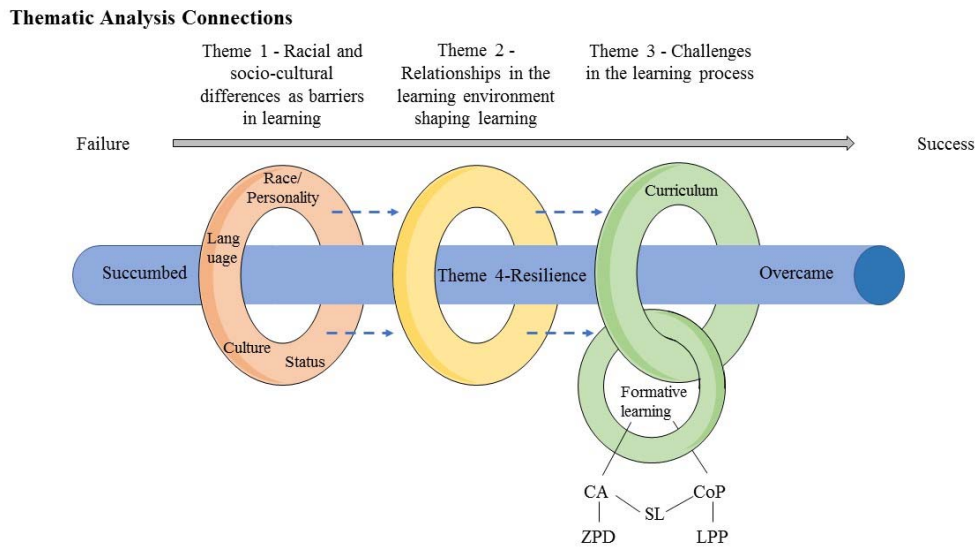 Thematic Analysis Connections
Theme 1 - Racial and
socio-cultural
differences as barriers
in learning
Theme 2 -
Relationships in the
learning environment
shaping learning
Theme 3 - Challenges
in the learning process
Failure
Success
Race/
Personality
Lang
uage
Culture
Status
Curriculum
Succumbed
Theme 4-Resilience
Overcame
Formative
learning
CA
CoP
SL
ZPD
LPP